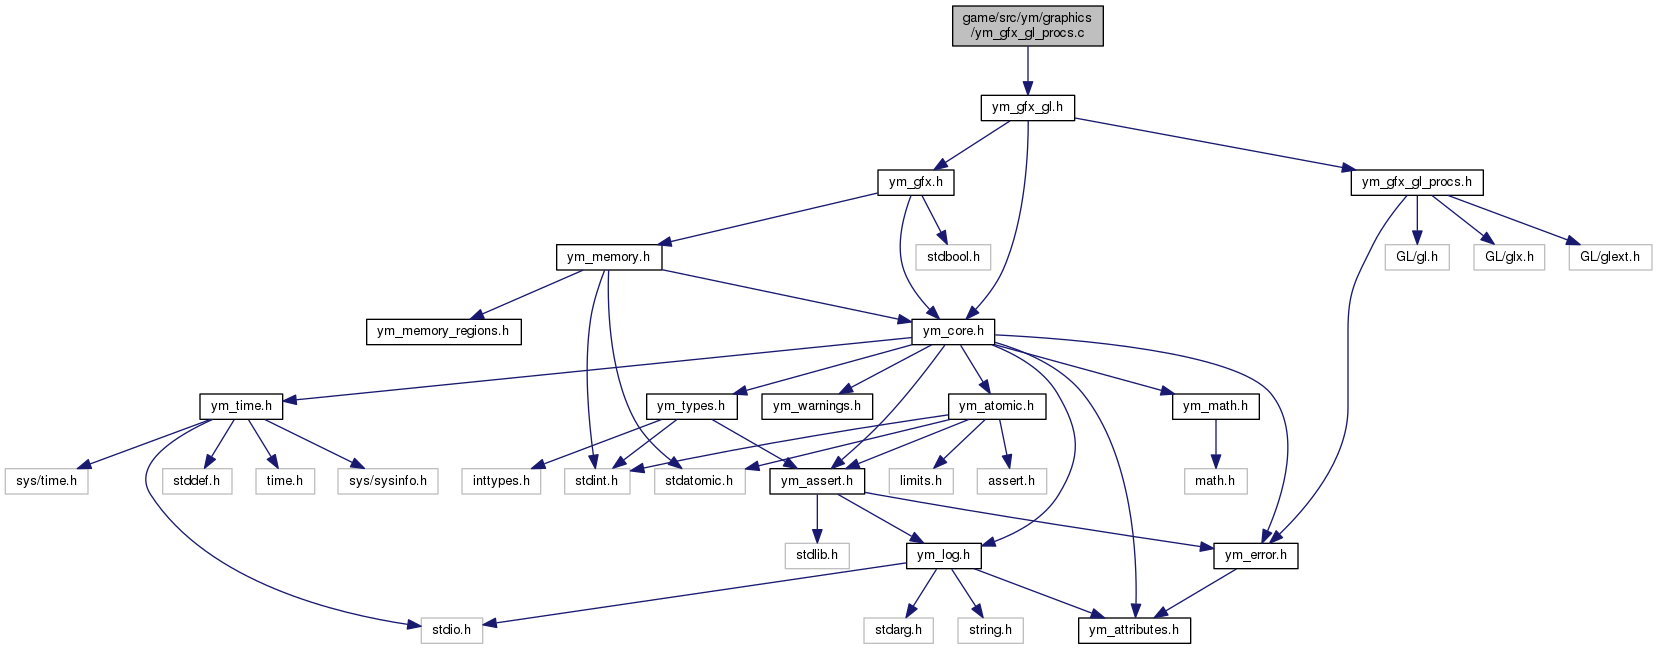 game/src/ym/graphics
/ym_gfx_gl_procs.c
ym_gfx_gl.h
ym_gfx.h
ym_gfx_gl_procs.h
ym_memory.h
stdbool.h
GL/gl.h
GL/glx.h
GL/glext.h
ym_memory_regions.h
ym_core.h
ym_time.h
ym_types.h
ym_warnings.h
ym_atomic.h
ym_math.h
sys/time.h
stddef.h
time.h
sys/sysinfo.h
inttypes.h
stdint.h
stdatomic.h
ym_assert.h
limits.h
assert.h
math.h
stdlib.h
ym_log.h
ym_error.h
stdio.h
stdarg.h
string.h
ym_attributes.h